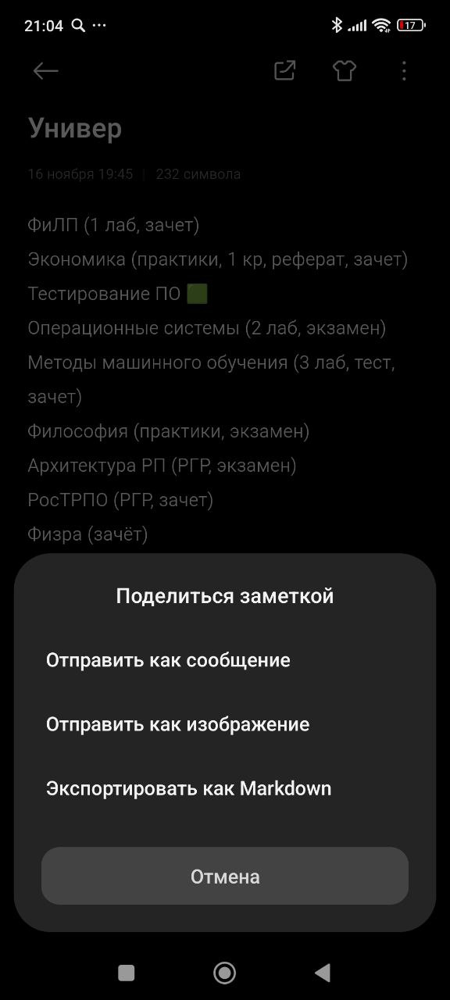 21:04
17
Универ
16 ноября 19:45 | 232 символа
ФиЛП (1 лаб, зачет)
Экономика (практики, 1 кр, реферат, зачет)
Тестирование ПО 🟩
Операционные системы (2 лаб, экзамен)
Методы машинного обучения (3 лаб, тест,
зачет)
Философия (практики, экзамен)
Архитектура РП (РГР, экзамен)
РосТРПО (РГР, зачет)
Физра (зачёт)
Поделиться заметкой
Отправить как сообщение
Отправить как изображение
Экспортировать как Markdown
Отмена